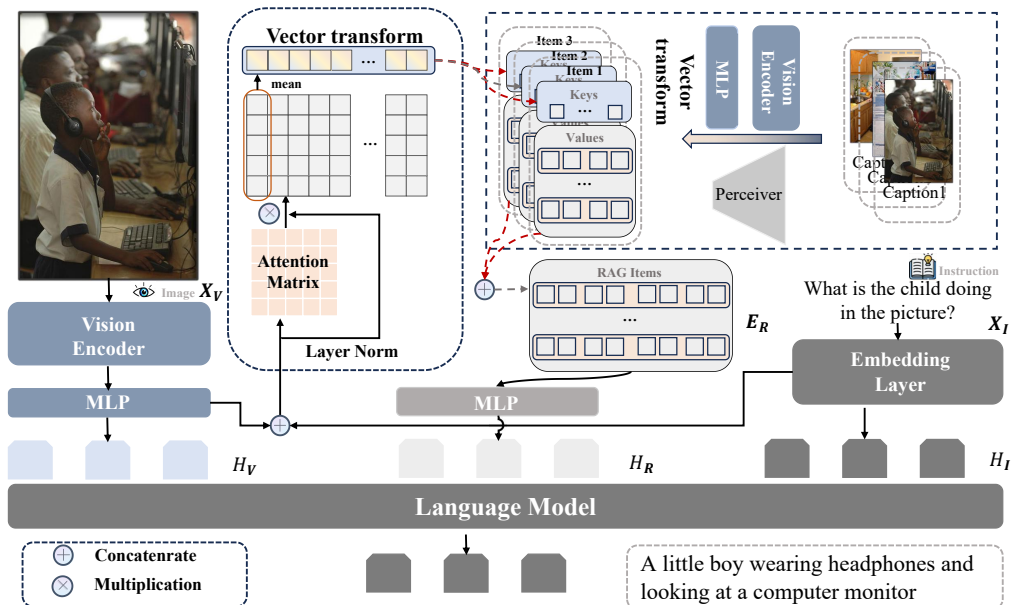 Vector transform
...
mean
...
Attention
Matrix
Layer Norm
Item 3
Item 2
Item 1
Keys
Keys
...
Values
...
Vector
transform
MLP
Vision
Encoder
Perceiver
Capt
Ca
Caption1
Image X_V
Vision
Encoder
MLP
H_V
RAG Items
...
E_R
MLP
H_R
Instruction
What is the child doing
in the picture?
X_I
Embedding
Layer
H_I
Language Model
Concatenrate
Multiplication
A little boy wearing headphones and
looking at a computer monitor